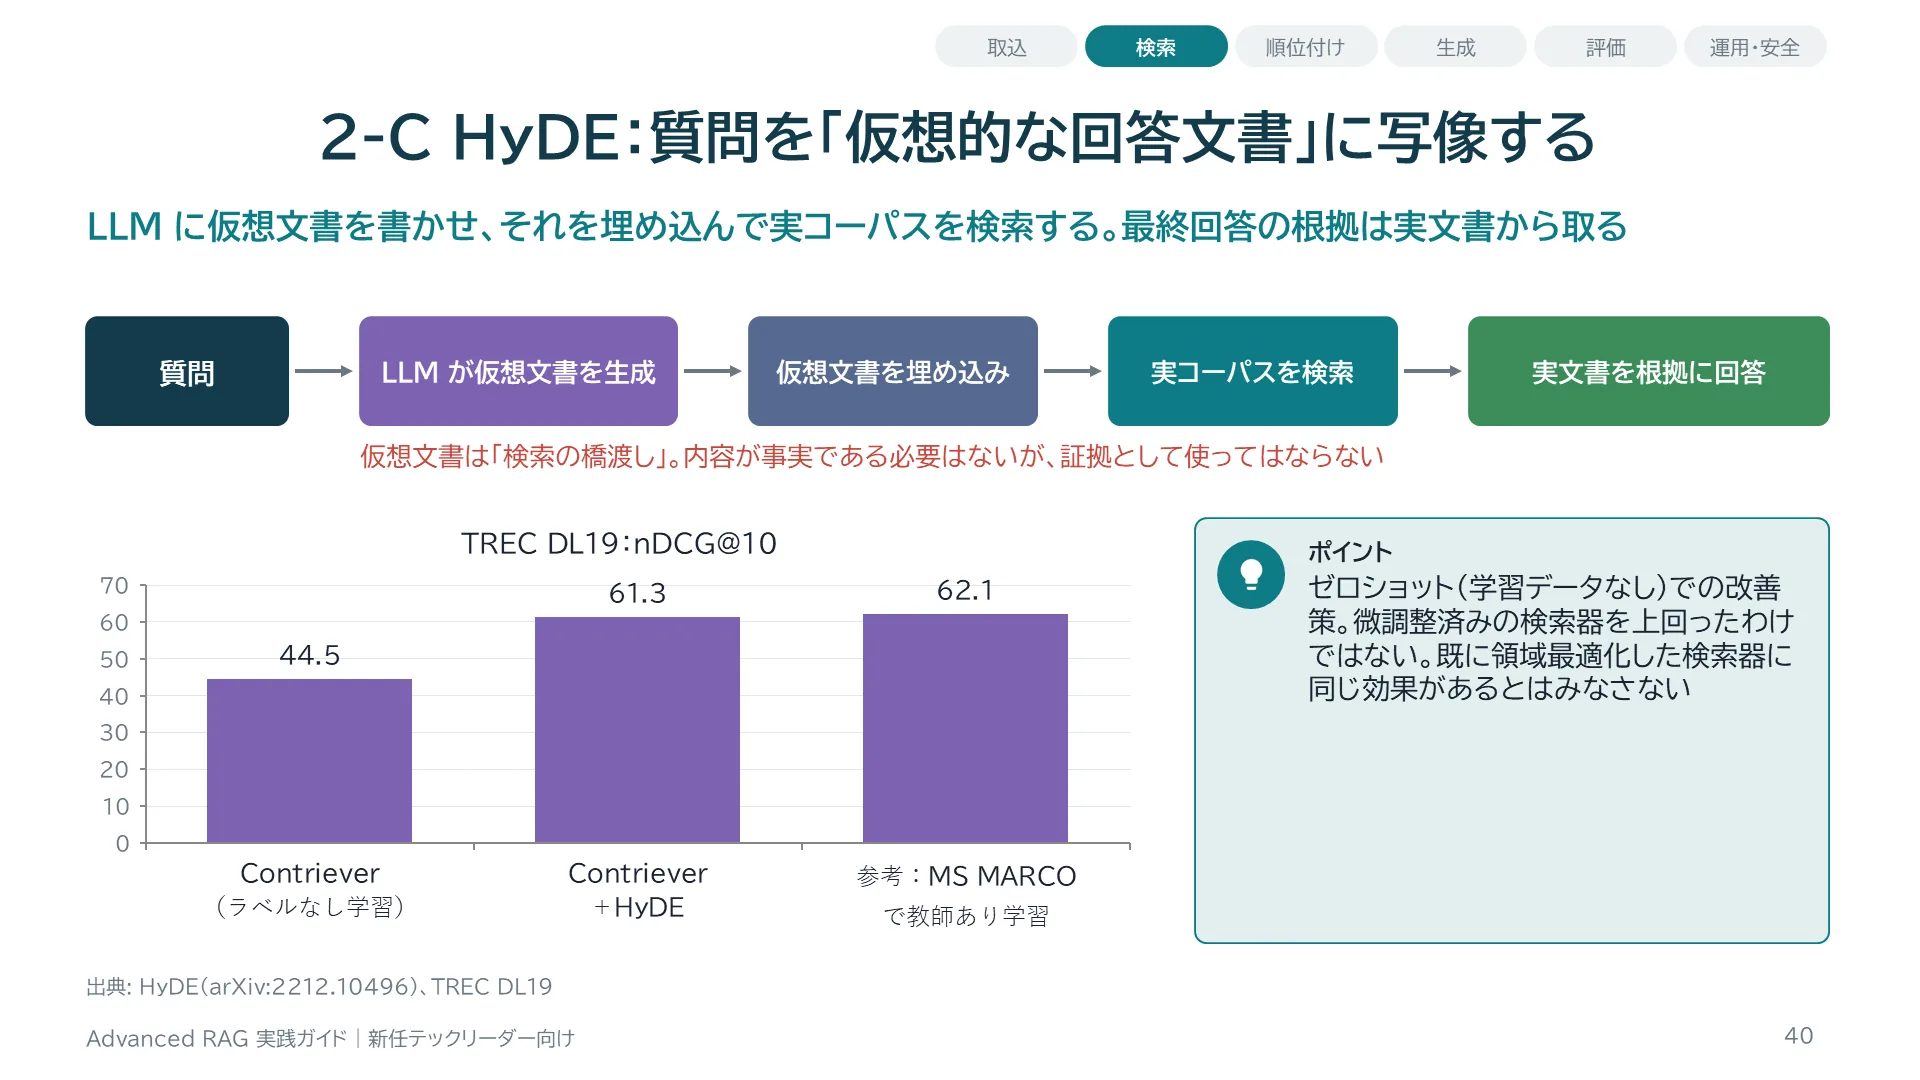 取込
検索
順位付け
生成
評価
運用・安全
2-C HyDE：質問を「仮想的な回答文書」に写像する
LLM に仮想文書を書かせ、それを埋め込んで実コーパスを検索する。最終回答の根拠は実文書から取る
質問
LLM が仮想文書を生成
仮想文書を埋め込み
実コーパスを検索
実文書を根拠に回答
仮想文書は「検索の橋渡し」。内容が事実である必要はないが、証拠として使ってはならない
TREC DL19：nDCG@10
70
60
50
40
30
20
10
0
44.5
61.3
62.1
Contriever
（ラベルなし学習）
Contriever
＋HyDE
参考：MS MARCO
で教師あり学習
ポイント
ゼロショット（学習データなし）での改善
策。微調整済みの検索器を上回ったわけ
ではない。既に領域最適化した検索器に
同じ効果があるとはみなさない
出典: HyDE（arXiv:2212.10496）、TREC DL19
Advanced RAG 実践ガイド｜新任テックリーダー向け
40